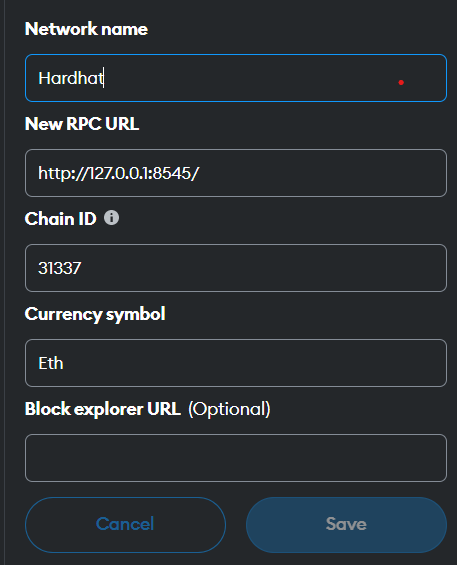 Network name
Hardhat
New RPC URL
http://127.0.0.1:8545/
Chain ID
31337
Currency symbol
Eth
Block explorer URL (Optional)
Cancel Save